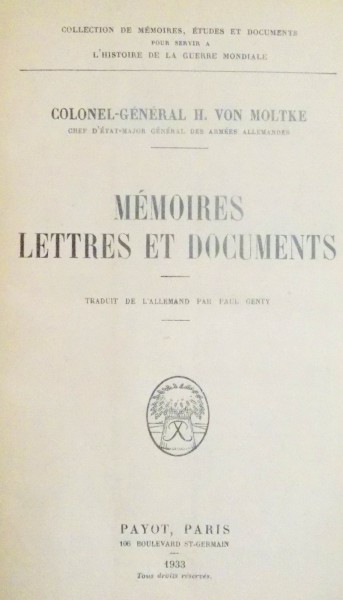 COLLECTION DE MÉMOIRES, ÉTUDES ET DOCUMENTS
POUR SERVIR A
L'HISTOIRE DE LA GUERRE MONDIALE
COLONEL-GÉNÉRAL H. VON MOLTKE
CHEF D'ÉTAT-MAJOR GÉNÉRAL DES ARMÉES ALLEMANDES
MÉMOIRES
LETTRES ET DOCUMENTS
TRADUIT DE L'ALLEMAND PAR PAUL GENTY
PAYOT, PARIS
106 BOULEVARD ST-GERMAIN
1933
Tous droits réservés.